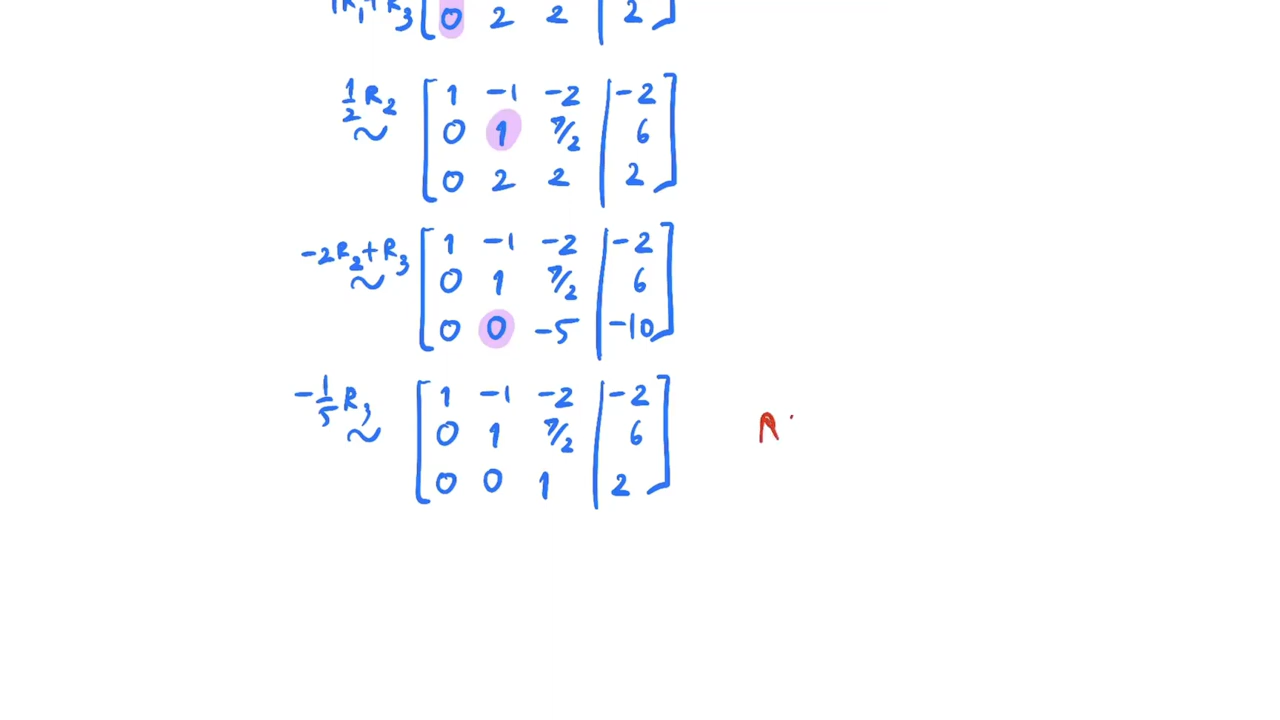 R₁+R₃ [ 0 2 2 | 2 ]
1/2 R₂ ~ [ 1 -1 -2 | -2
0 1 7/2 | 6
0 2 2 | 2 ]
-2R₂+R₃ ~ [ 1 -1 -2 | -2
0 1 7/2 | 6
0 0 -5 | -10 ]
-1/5 R₃ ~ [ 1 -1 -2 | -2
0 1 7/2 | 6 R
0 0 1 | 2 ]